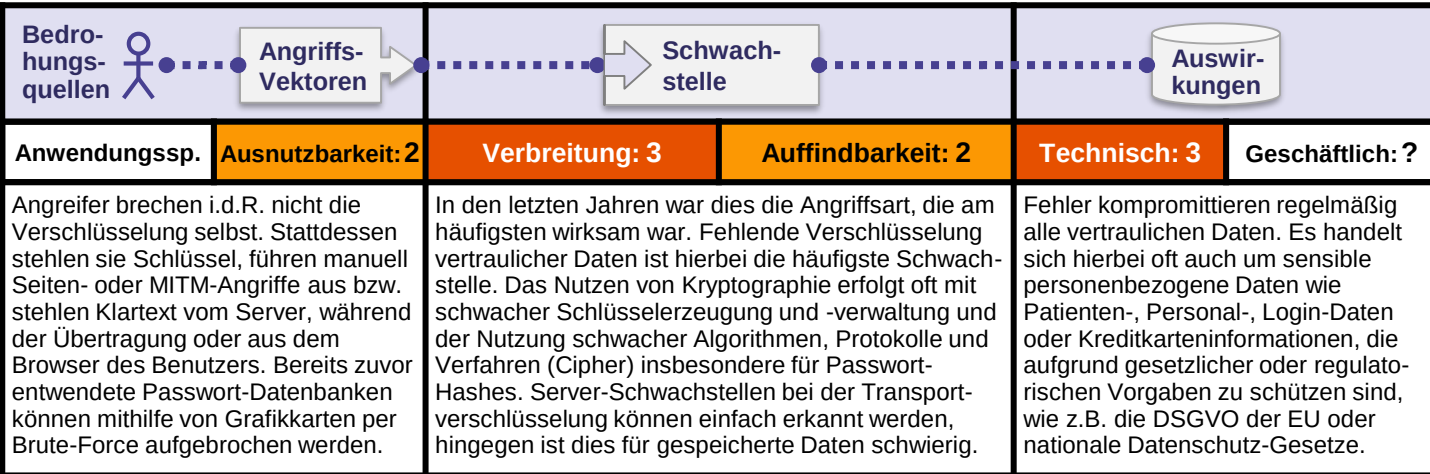 Bedro-
hungs-
quellen
Angriffs-
Vektoren
Schwach-
stelle
Auswir-
kungen
Anwendungssp.
Ausnutzbarkeit: 2
Verbreitung: 3
Auffindbarkeit: 2
Technisch: 3
Geschäftlich: ?
Angreifer brechen i.d.R. nicht die
Verschlüsselung selbst. Stattdessen
stehlen sie Schlüssel, führen manuell
Seiten- oder MITM-Angriffe aus bzw.
stehlen Klartext vom Server, während
der Übertragung oder aus dem
Browser des Benutzers. Bereits zuvor
entwendete Passwort-Datenbanken
können mithilfe von Grafikkarten per
Brute-Force aufgebrochen werden.
In den letzten Jahren war dies die Angriffsart, die am
häufigsten wirksam war. Fehlende Verschlüsselung
vertraulicher Daten ist hierbei die häufigste Schwach-
stelle. Das Nutzen von Kryptographie erfolgt oft mit
schwacher Schlüsselerzeugung und -verwaltung und
der Nutzung schwacher Algorithmen, Protokolle und
Verfahren (Cipher) insbesondere für Passwort-
Hashes. Server-Schwachstellen bei der Transport-
verschlüsselung können einfach erkannt werden,
hingegen ist dies für gespeicherte Daten schwierig.
Fehler kompromittieren regelmäßig
alle vertraulichen Daten. Es handelt
sich hierbei oft auch um sensible
personenbezogene Daten wie
Patienten-, Personal-, Login-Daten
oder Kreditkarteninformationen, die
aufgrund gesetzlicher oder regulato-
rischen Vorgaben zu schützen sind,
wie z.B. die DSGVO der EU oder
nationale Datenschutz-Gesetze.